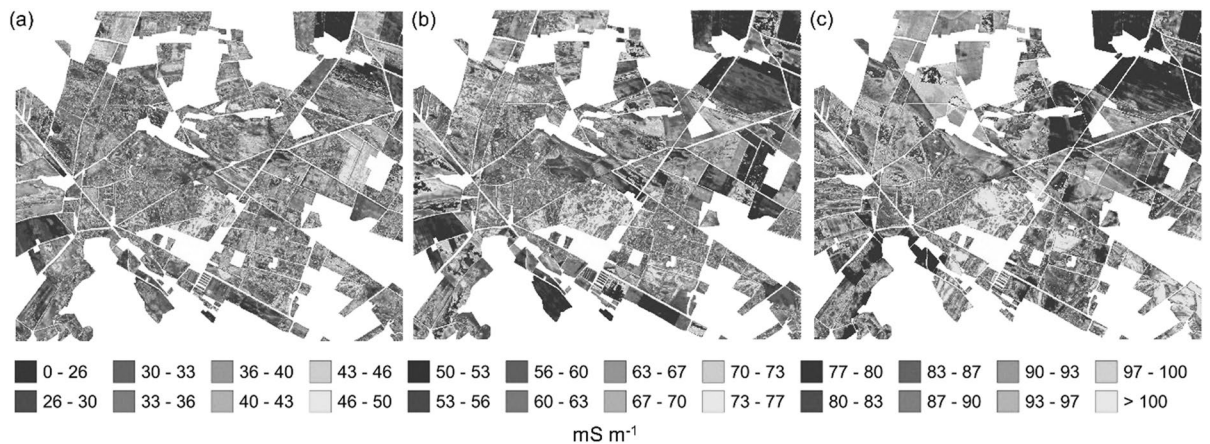 (a) (b) (c)
0 - 26 30 - 33 36 - 40 43 - 46 50 - 53 56 - 60 63 - 67 70 - 73 77 - 80 83 - 87 90 - 93 97 - 100
26 - 30 33 - 36 40 - 43 46 - 50 53 - 56 60 - 63 67 - 70 73 - 77 80 - 83 87 - 90 93 - 97 > 100
mS m⁻¹